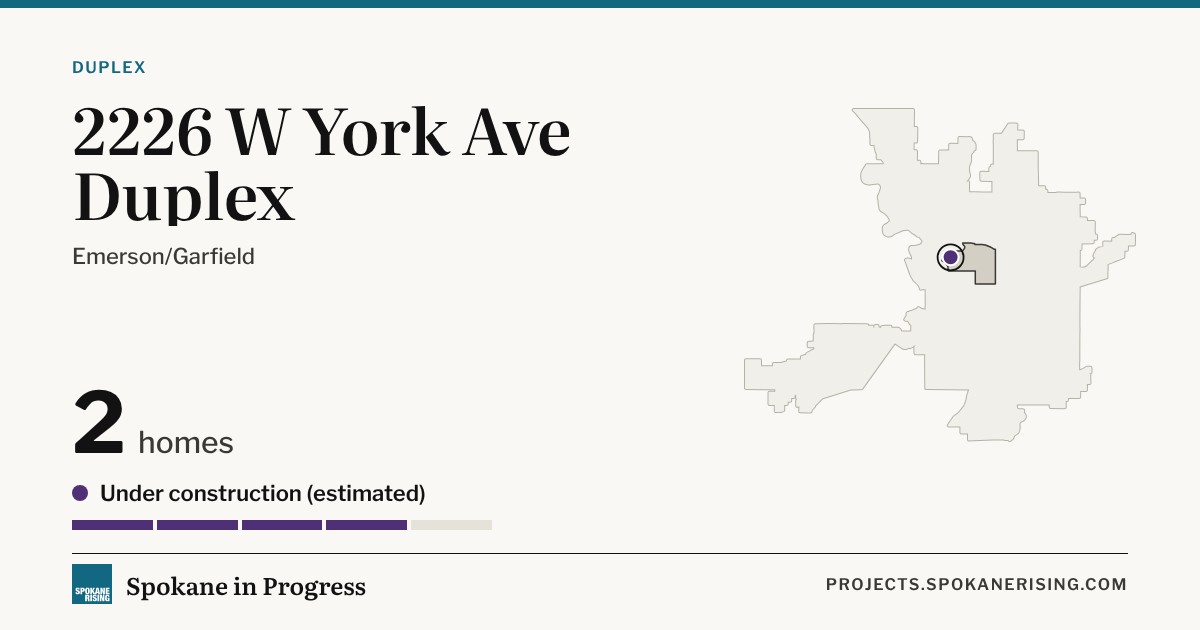 DUPLEX
2226 W York Ave
Duplex
Emerson/Garfield
2 homes
Under construction (estimated)
SPOKANE
RISING
Spokane in Progress
PROJECTS.SPOKANERISING.COM